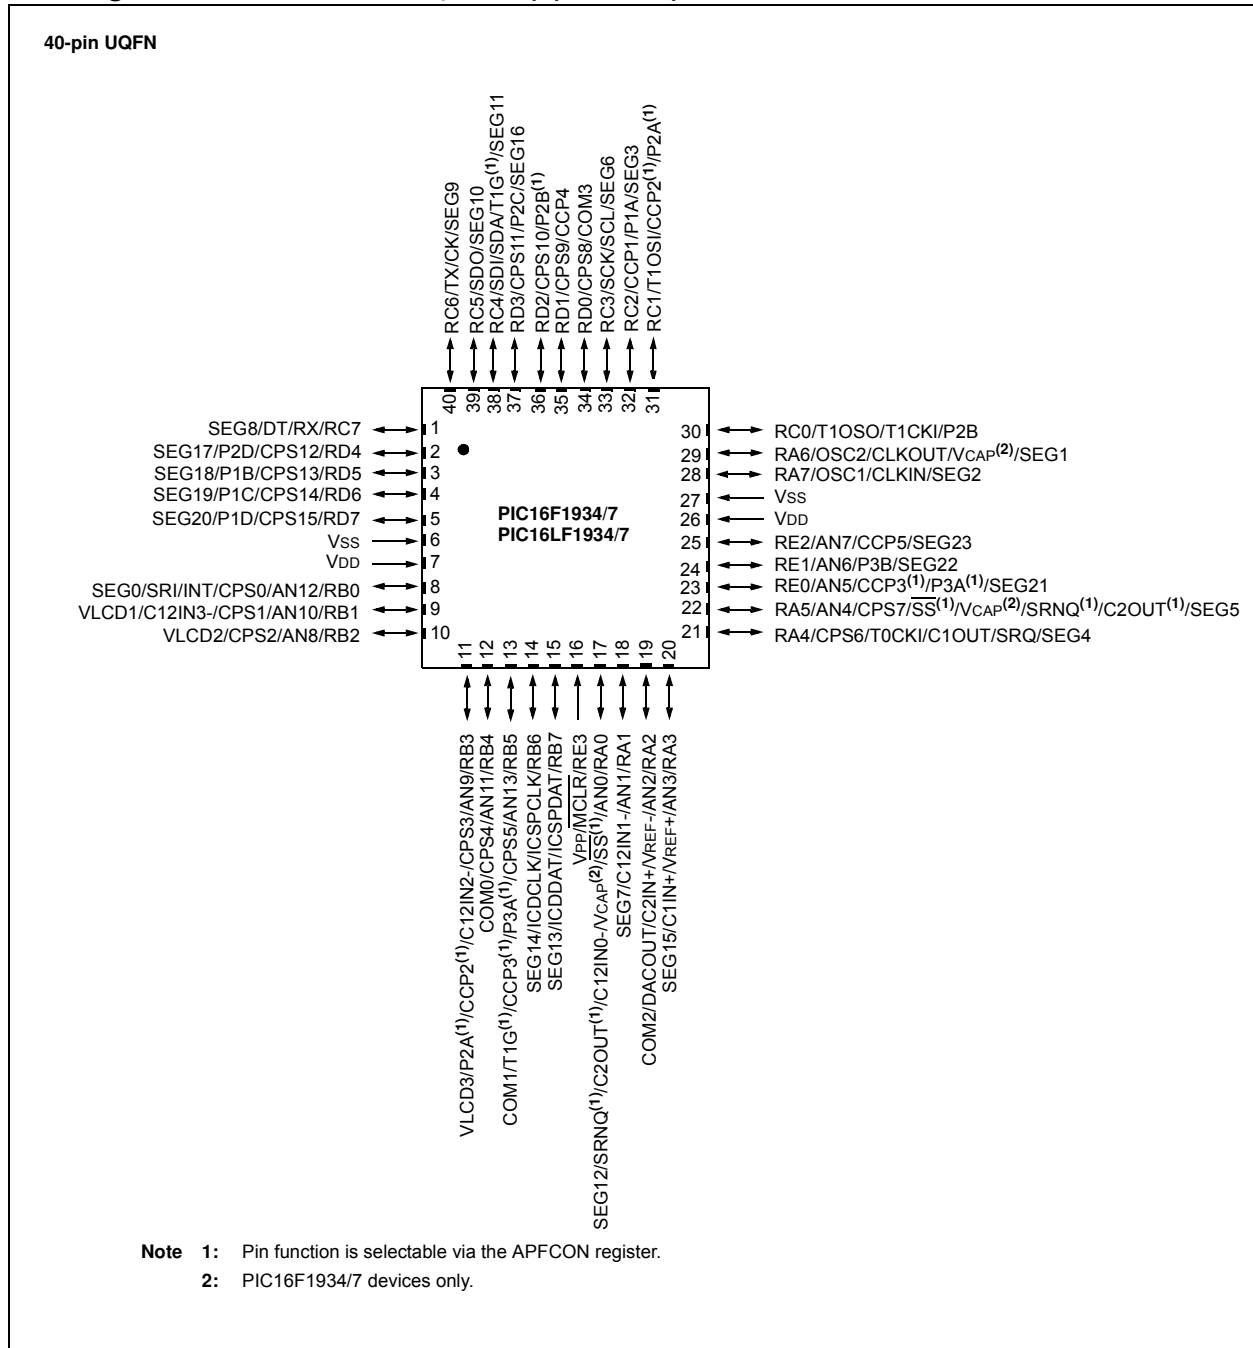 40-pin UQFN
RC6/TX/CK/SEG9
RC5/SDO/SEG10
RC4/SDI/SDA/T1G(1)/SEG11
RD3/CPS11/P2C/SEG16
RD2/CPS10/P2B(1)
RD1/CPS9/CCP4
RD0/CPS8/COM3
RC3/SCK/SCL/SEG6
RC2/CCP1/P1A/SEG3
RC1/T1OSI/CCP2(1)/P2A(1)
40
39
38
37
36
35
34
33
32
31
SEG8/DT/RX/RC7 1
SEG17/P2D/CPS12/RD4 2
SEG18/P1B/CPS13/RD5 3
SEG19/P1C/CPS14/RD6 4
SEG20/P1D/CPS15/RD7 5
VSS 6
VDD 7
SEG0/SRI/INT/CPS0/AN12/RB0 8
VLCD1/C12IN3-/CPS1/AN10/RB1 9
VLCD2/CPS2/AN8/RB2 10
PIC16F1934/7
PIC16LF1934/7
30 RC0/T1OSO/T1CKI/P2B
29 RA6/OSC2/CLKOUT/VCAP(2)/SEG1
28 RA7/OSC1/CLKIN/SEG2
27 VSS
26 VDD
25 RE2/AN7/CCP5/SEG23
24 RE1/AN6/P3B/SEG22
23 RE0/AN5/CCP3(1)/P3A(1)/SEG21
22 RA5/AN4/CPS7/SS(1)/VCAP(2)/SRNQ(1)/C2OUT(1)/SEG5
21 RA4/CPS6/T0CKI/C1OUT/SRQ/SEG4
11
12
13
14
15
16
17
18
19
20
VLCD3/P2A(1)/CCP2(1)/C12IN2-/CPS3/AN9/RB3
COM0/CPS4/AN11/RB4
COM1/T1G(1)/CCP3(1)/P3A(1)/CPS5/AN13/RB5
SEG14/ICDCLK/ICSPCLK/RB6
SEG13/ICDDAT/ICSPDAT/RB7
VPP/MCLR/RE3
SEG12/SRNQ(1)/C2OUT(1)/C12IN0-/VCAP(2)/SS(1)/AN0/RA0
SEG7/C12IN1-/AN1/RA1
COM2/DACOUT/C2IN+/VREF-/AN2/RA2
SEG15/C1IN+/VREF+/AN3/RA3
Note 1: Pin function is selectable via the APFCON register.
2: PIC16F1934/7 devices only.